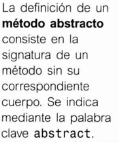 La definición de un
método abstracto
consiste en la
signatura de un
método sin su
correspondiente
cuerpo. Se indica
mediante la palabra
clave abstract.